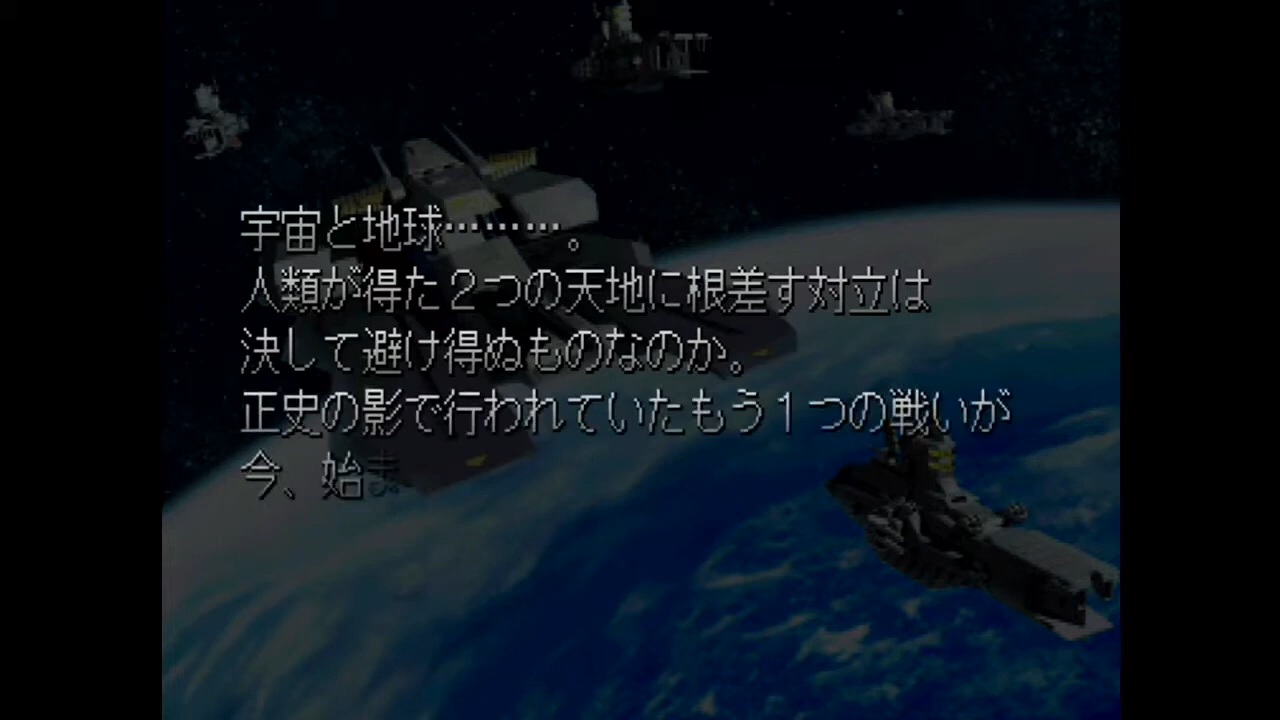 宇宙と地球………。
人類が得た２つの天地に根差す対立は
決して避け得ぬものなのか。
正史の影で行われていたもう１つの戦いが
今、始ま